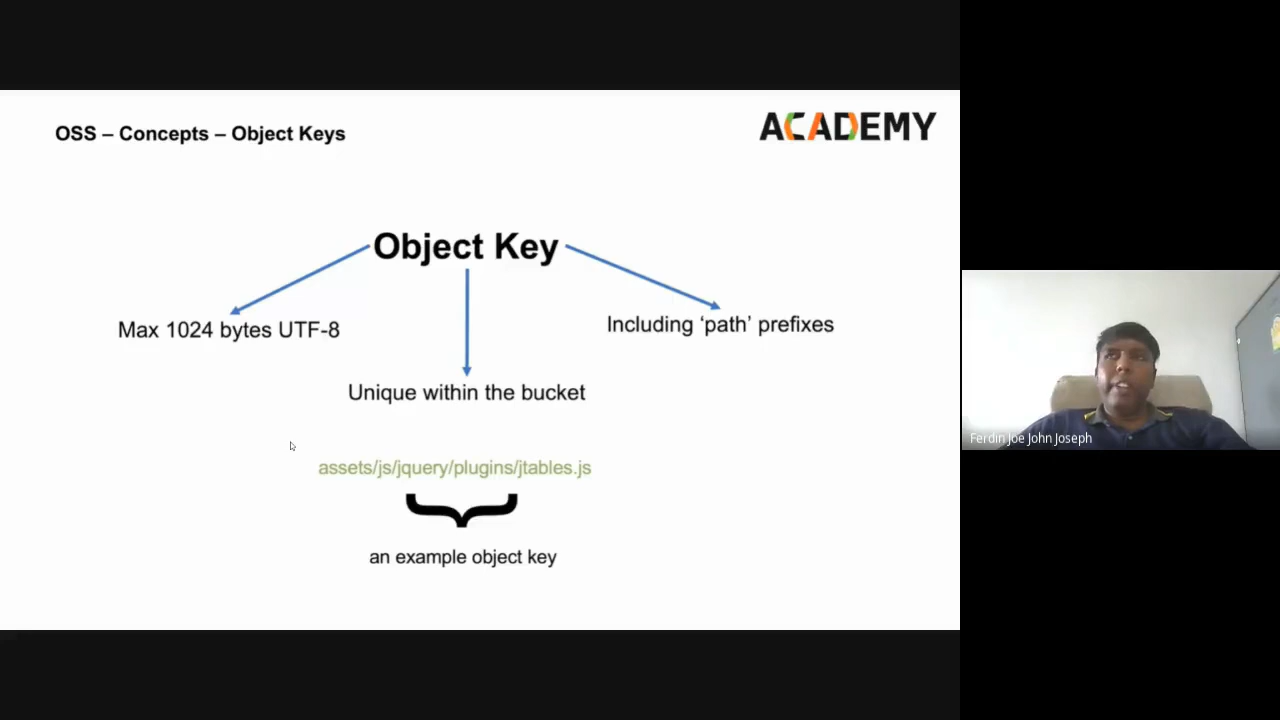 OSS – Concepts – Object Keys
ACADEMY
Object Key
Max 1024 bytes UTF-8
Including ‘path’ prefixes
Unique within the bucket
assets/js/jquery/plugins/jtables.js
an example object key
Ferdin Joe John Joseph